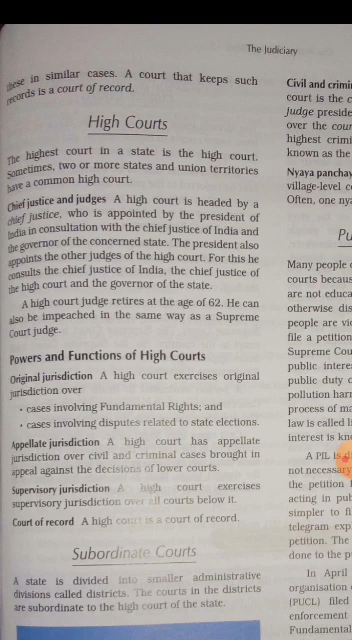 The Judiciary
these in similar cases. A court that keeps such
records is a court of record.
High Courts
The highest court in a state is the high court.
Sometimes, two or more states and union territories
have a common high court.
Chief justice and judges A high court is headed by a
chief justice, who is appointed by the president of
India in consultation with the chief justice of India and
the governor of the concerned state. The president also
appoints the other judges of the high court. For this he
consults the chief justice of India, the chief justice of
the high court and the governor of the state.
A high court judge retires at the age of 62. He can
also be impeached in the same way as a Supreme
Court judge.
Powers and Functions of High Courts
Original jurisdiction A high court exercises original
jurisdiction over
• cases involving Fundamental Rights; and
• cases involving disputes related to state elections.
Appellate jurisdiction A high court has appellate
jurisdiction over civil and criminal cases brought in
appeal against the decisions of lower courts.
Supervisory jurisdiction A high court exercises
supervisory jurisdiction over all courts below it.
Court of record A high court is a court of record.
Subordinate Courts
A state is divided into smaller administrative
divisions called districts. The courts in the districts
are subordinate to the high court of the state.
Civil and crimi
court is the
judge preside
over the cour
highest crimi
known as the
Nyaya panchay
village-level c
Often, one nya
Pu
Many people
courts becaus
are not educa
otherwise dis
people are vi
file a petition
Supreme Cou
public intere
public duty
pollution harm
process of ma
law is called li
interest is kn
A PIL is
not necessary
the petition
acting in pub
simpler to fi
telegram exp
petition. The
done to the p
In April
organisation
(PUCL) filed
enforcement
Fundamental